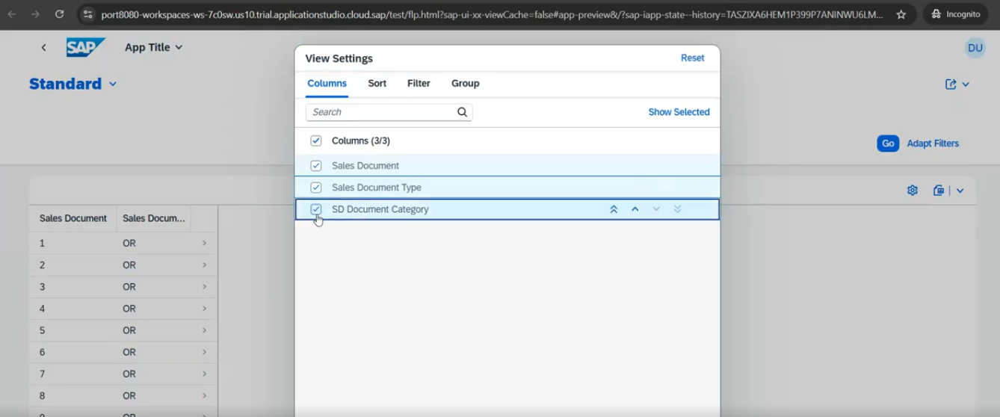 port8080-workspaces-ws-7c0sw.us10.trial.applicationstudio.cloud.sap/test/flp.html?sap-ui-xx-viewCache=false#app-preview&/?sap-iapp-state--history=TASZIXA6HEM1P399P7ANINWU6LM...
Incognito
SAP
App Title
DU
Standard
View Settings
Reset
Columns Sort Filter Group
Search
Show Selected
Columns (3/3)
Sales Document
Sales Document Type
SD Document Category
Go
Adapt Filters
Sales Document Sales Docum...
1 OR
2 OR
3 OR
4 OR
5 OR
6 OR
7 OR
8 OR